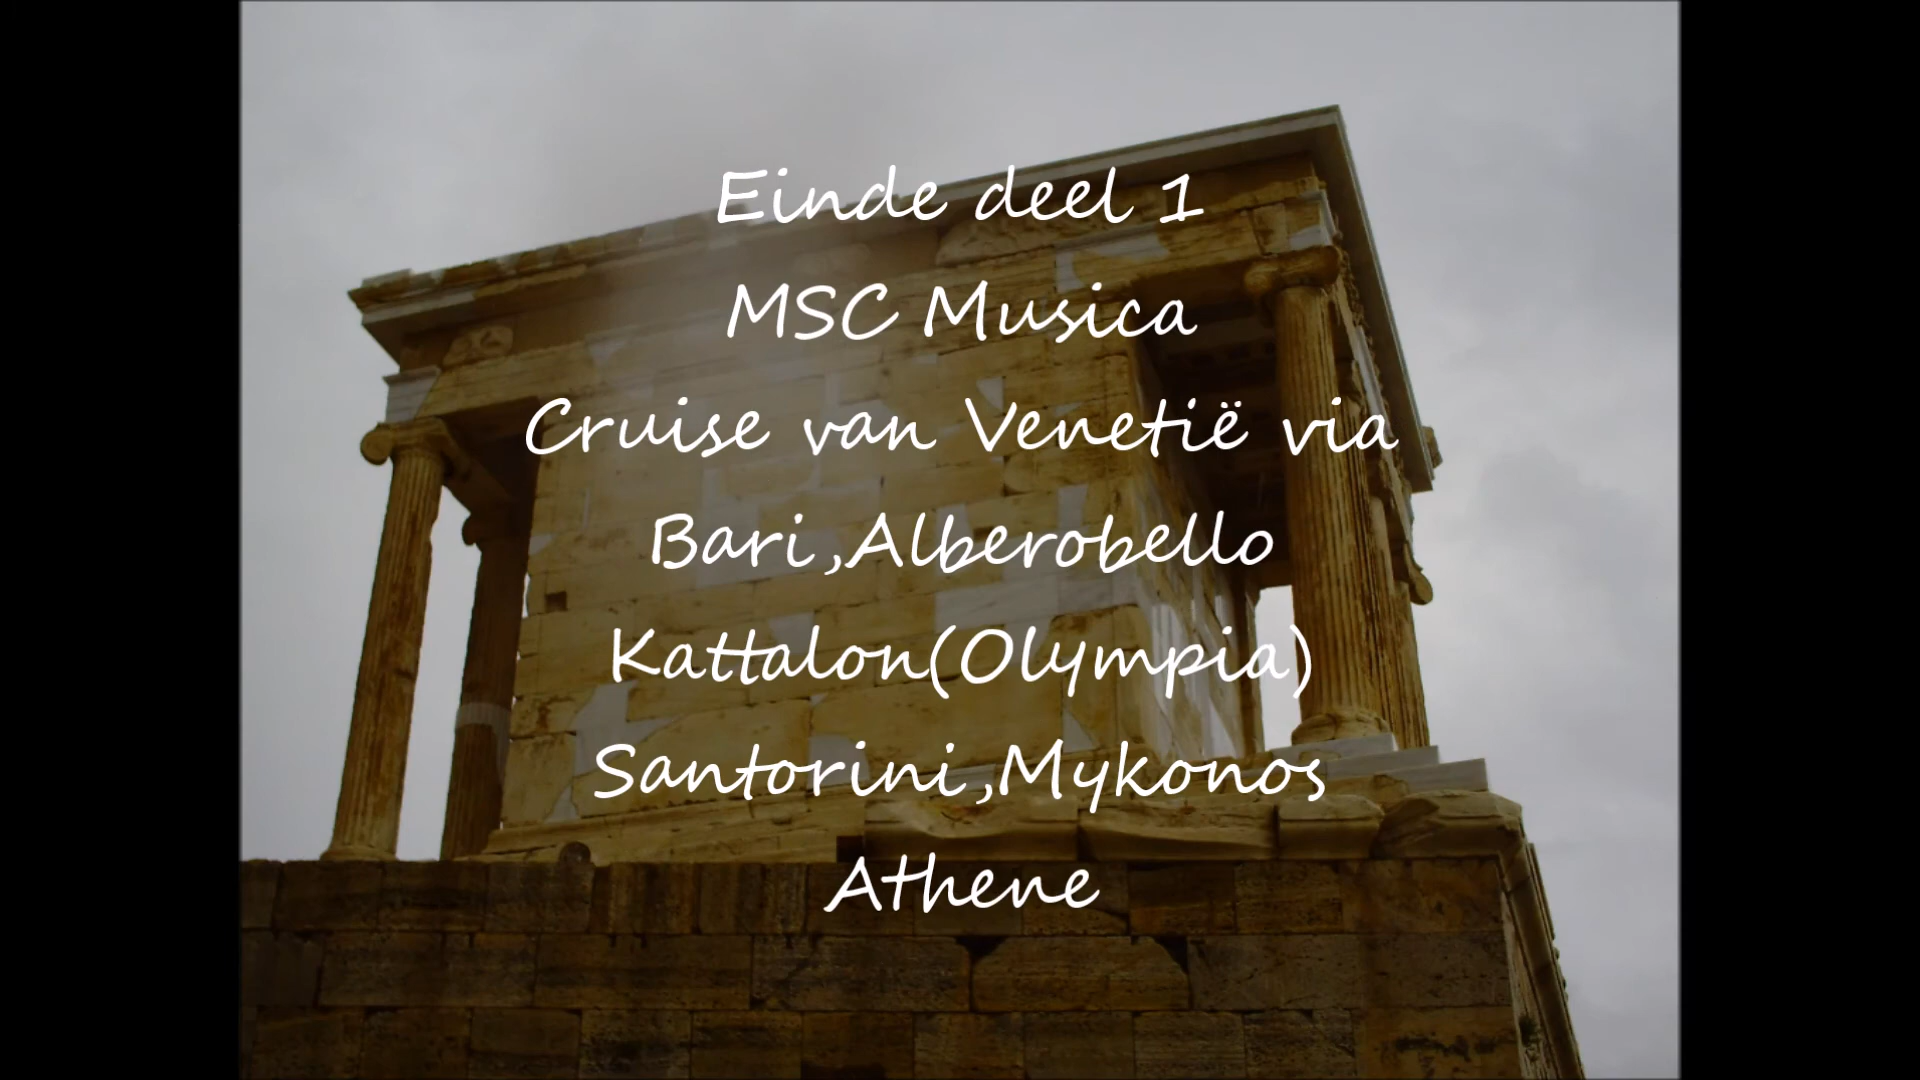 Einde deel 1
MSC Musica
Cruise van Venetië via
Bari,Alberobello
Kattalon(Olympia)
Santorini,Mykonos
Athene